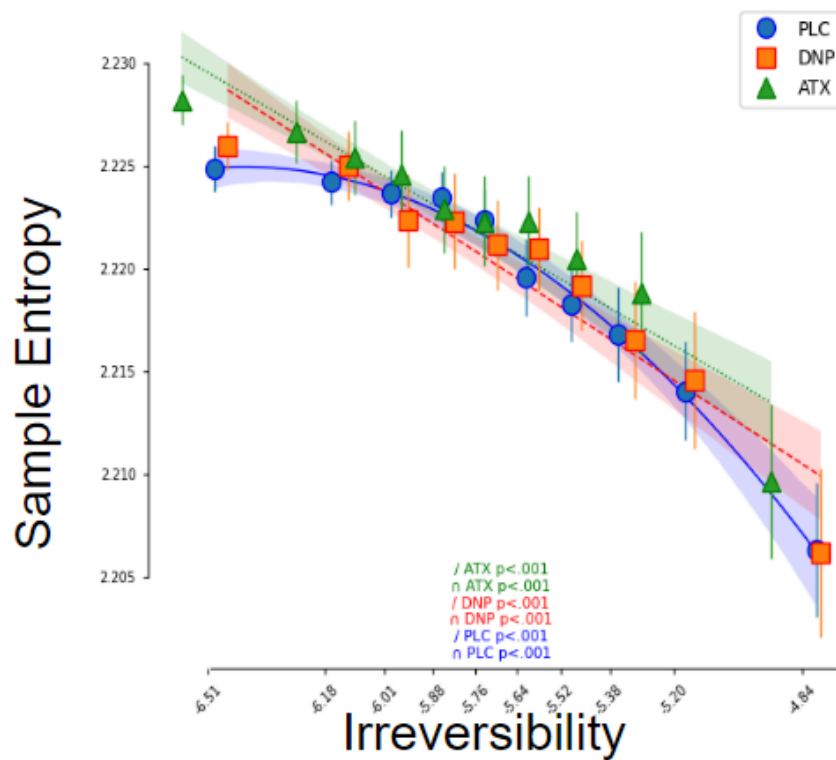 PLC
DNP
ATX
2.230
2.225
2.220
2.215
2.210
2.205
Sample Entropy
/ ATX p<.001
∩ ATX p<.001
/ DNP p<.001
∩ DNP p<.001
/ PLC p<.001
∩ PLC p<.001
-6.51
-6.18
-6.01
-5.88
-5.76
-5.64
-5.52
-5.38
-5.20
-4.84
Irreversibility